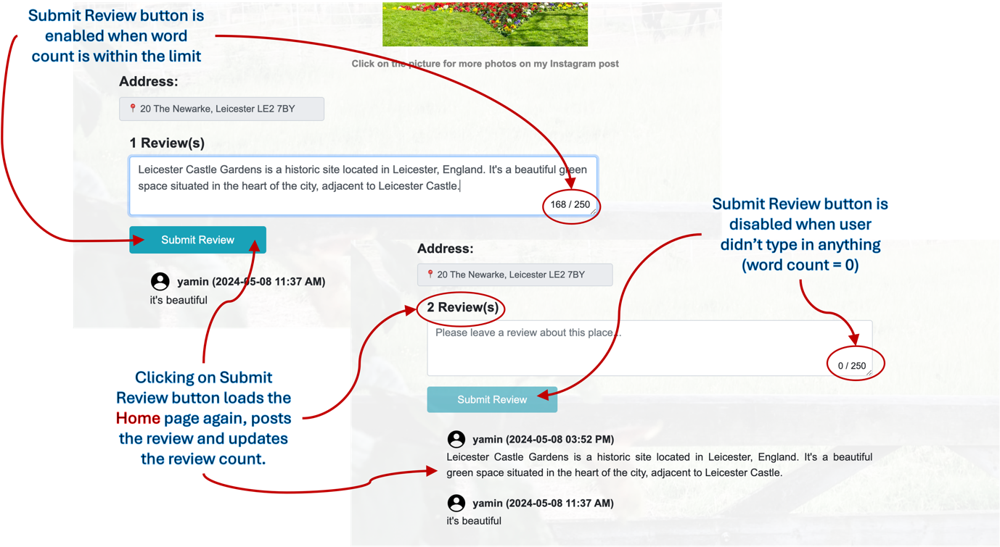 Submit Review button is
enabled when word
count is within the limit
Click on the picture for more photos on my Instagram post
Address:
20 The Newarke, Leicester LE2 7BY
1 Review(s)
Leicester Castle Gardens is a historic site located in Leicester, England. It's a beautiful green
space situated in the heart of the city, adjacent to Leicester Castle.
168 / 250
Submit Review
yamin (2024-05-08 11:37 AM)
it's beautiful
Submit Review button is
disabled when user
didn’t type in anything
(word count = 0)
Address:
20 The Newarke, Leicester LE2 7BY
2 Review(s)
Please leave a review about this place...
0 / 250
Submit Review
Clicking on Submit
Review button loads the
Home page again, posts
the review and updates
the review count.
yamin (2024-05-08 03:52 PM)
Leicester Castle Gardens is a historic site located in Leicester, England. It's a beautiful
green space situated in the heart of the city, adjacent to Leicester Castle.
yamin (2024-05-08 11:37 AM)
it's beautiful